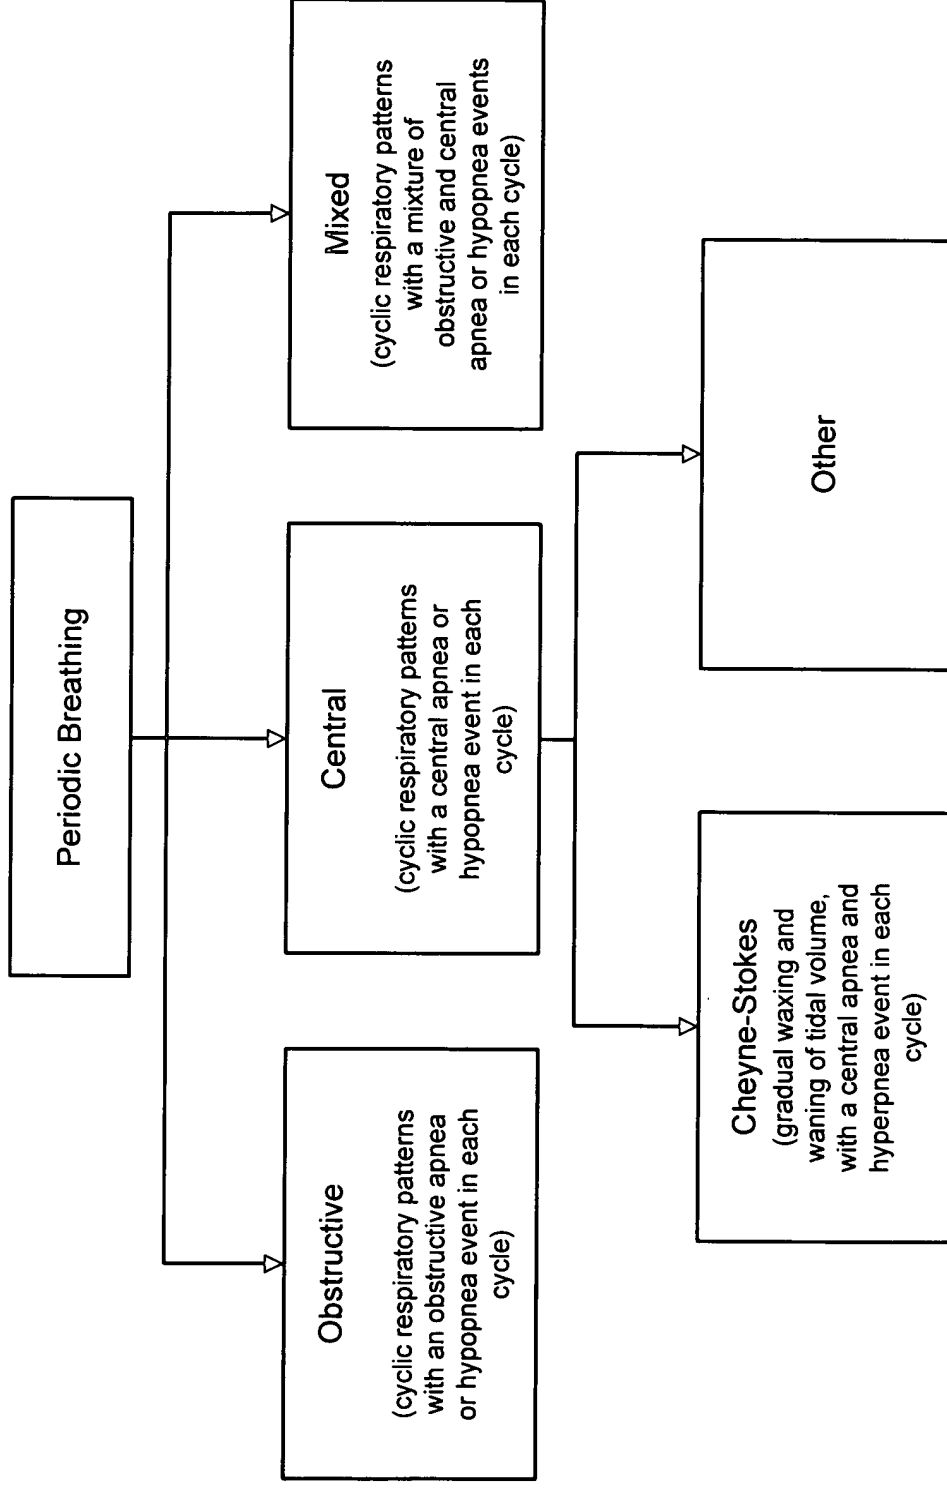 Periodic Breathing
Obstructive
(cyclic respiratory patterns
with an obstructive apnea
or hypopnea event in each
cycle)
Central
(cyclic respiratory patterns
with a central apnea or
hypopnea event in each
cycle)
Mixed
(cyclic respiratory patterns
with a mixture of
obstructive and central
apnea or hypopnea events
in each cycle)
Cheyne-Stokes
(gradual waxing and
waning of tidal volume,
with a central apnea and
hyperpnea event in each
cycle)
Other